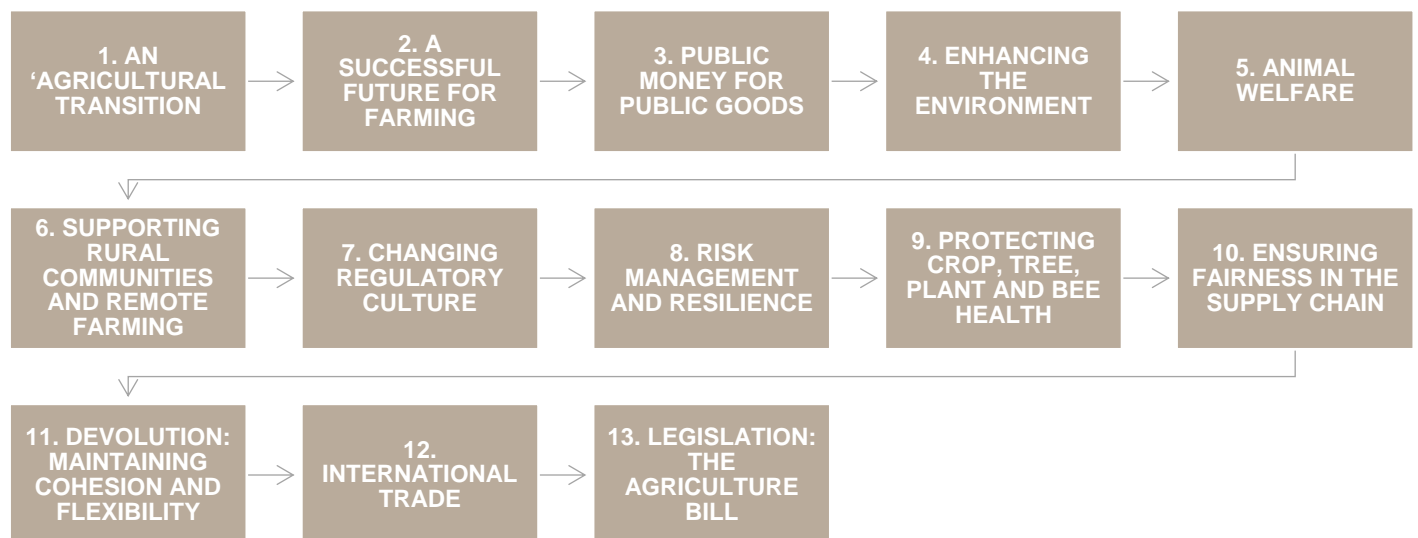 1. AN
‘AGRICULTURAL
TRANSITION
2. A
SUCCESSFUL
FUTURE FOR
FARMING
3. PUBLIC
MONEY FOR
PUBLIC GOODS
4. ENHANCING
THE
ENVIRONMENT
5. ANIMAL
WELFARE
6. SUPPORTING
RURAL
COMMUNITIES
AND REMOTE
FARMING
7. CHANGING
REGULATORY
CULTURE
8. RISK
MANAGEMENT
AND RESILIENCE
9. PROTECTING
CROP, TREE,
PLANT AND BEE
HEALTH
10. ENSURING
FAIRNESS IN THE
SUPPLY CHAIN
11. DEVOLUTION:
MAINTAINING
COHESION AND
FLEXIBILITY
12.
INTERNATIONAL
TRADE
13. LEGISLATION:
THE
AGRICULTURE
BILL